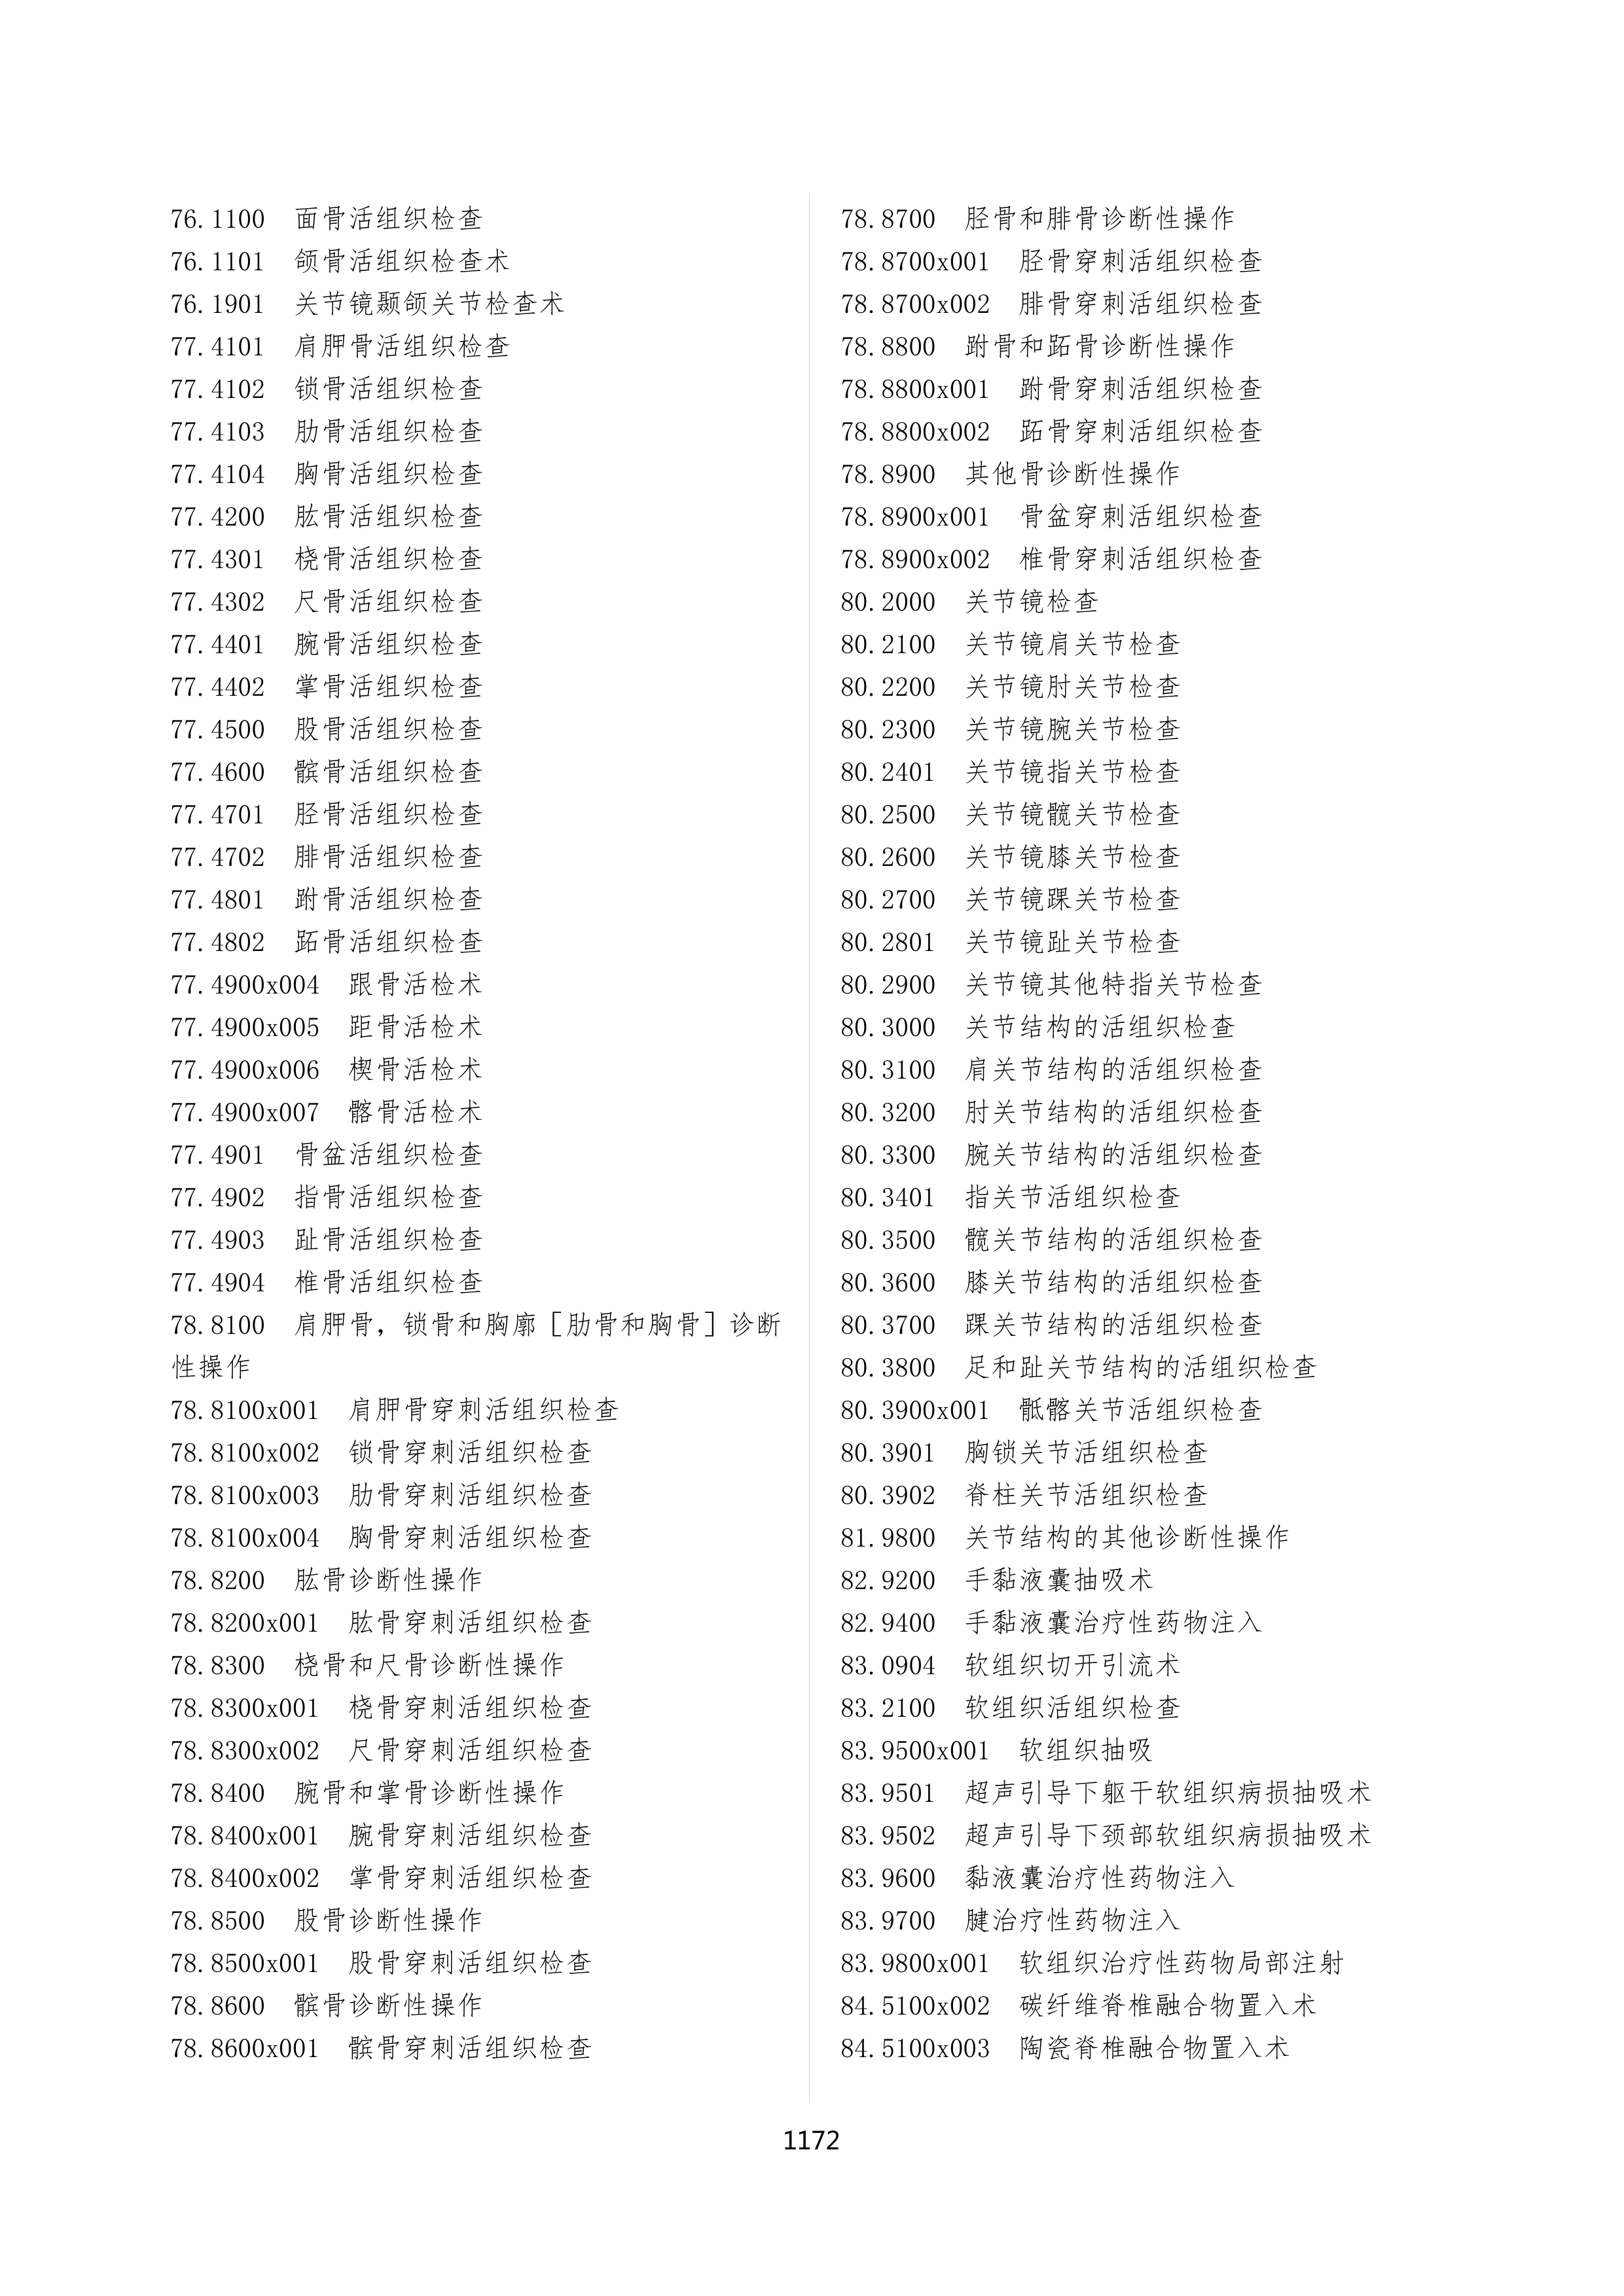 76.1100 面骨活组织检查
76.1101 颌骨活组织检查术
76.1901 关节镜颞颌关节检查术
77.4101 肩胛骨活组织检查
77.4102 锁骨活组织检查
77.4103 肋骨活组织检查
77.4104 胸骨活组织检查
77.4200 肱骨活组织检查
77.4301 桡骨活组织检查
77.4302 尺骨活组织检查
77.4401 腕骨活组织检查
77.4402 掌骨活组织检查
77.4500 股骨活组织检查
77.4600 髌骨活组织检查
77.4701 胫骨活组织检查
77.4702 腓骨活组织检查
77.4801 跗骨活组织检查
77.4802 跖骨活组织检查
77.4900x004 跟骨活检术
77.4900x005 距骨活检术
77.4900x006 楔骨活检术
77.4900x007 髂骨活检术
77.4901 骨盆活组织检查
77.4902 指骨活组织检查
77.4903 趾骨活组织检查
77.4904 椎骨活组织检查
78.8100 肩胛骨，锁骨和胸廓［肋骨和胸骨］诊断
性操作
78.8100x001 肩胛骨穿刺活组织检查
78.8100x002 锁骨穿刺活组织检查
78.8100x003 肋骨穿刺活组织检查
78.8100x004 胸骨穿刺活组织检查
78.8200 肱骨诊断性操作
78.8200x001 肱骨穿刺活组织检查
78.8300 桡骨和尺骨诊断性操作
78.8300x001 桡骨穿刺活组织检查
78.8300x002 尺骨穿刺活组织检查
78.8400 腕骨和掌骨诊断性操作
78.8400x001 腕骨穿刺活组织检查
78.8400x002 掌骨穿刺活组织检查
78.8500 股骨诊断性操作
78.8500x001 股骨穿刺活组织检查
78.8600 髌骨诊断性操作
78.8600x001 髌骨穿刺活组织检查
78.8700 胫骨和腓骨诊断性操作
78.8700x001 胫骨穿刺活组织检查
78.8700x002 腓骨穿刺活组织检查
78.8800 跗骨和跖骨诊断性操作
78.8800x001 跗骨穿刺活组织检查
78.8800x002 跖骨穿刺活组织检查
78.8900 其他骨诊断性操作
78.8900x001 骨盆穿刺活组织检查
78.8900x002 椎骨穿刺活组织检查
80.2000 关节镜检查
80.2100 关节镜肩关节检查
80.2200 关节镜肘关节检查
80.2300 关节镜腕关节检查
80.2401 关节镜指关节检查
80.2500 关节镜髋关节检查
80.2600 关节镜膝关节检查
80.2700 关节镜踝关节检查
80.2801 关节镜趾关节检查
80.2900 关节镜其他特指关节检查
80.3000 关节结构的活组织检查
80.3100 肩关节结构的活组织检查
80.3200 肘关节结构的活组织检查
80.3300 腕关节结构的活组织检查
80.3401 指关节活组织检查
80.3500 髋关节结构的活组织检查
80.3600 膝关节结构的活组织检查
80.3700 踝关节结构的活组织检查
80.3800 足和趾关节结构的活组织检查
80.3900x001 骶髂关节活组织检查
80.3901 胸锁关节活组织检查
80.3902 脊柱关节活组织检查
81.9800 关节结构的其他诊断性操作
82.9200 手黏液囊抽吸术
82.9400 手黏液囊治疗性药物注入
83.0904 软组织切开引流术
83.2100 软组织活组织检查
83.9500x001 软组织抽吸
83.9501 超声引导下躯干软组织病损抽吸术
83.9502 超声引导下颈部软组织病损抽吸术
83.9600 黏液囊治疗性药物注入
83.9700 腱治疗性药物注入
83.9800x001 软组织治疗性药物局部注射
84.5100x002 碳纤维脊椎融合物置入术
84.5100x003 陶瓷脊椎融合物置入术
1172